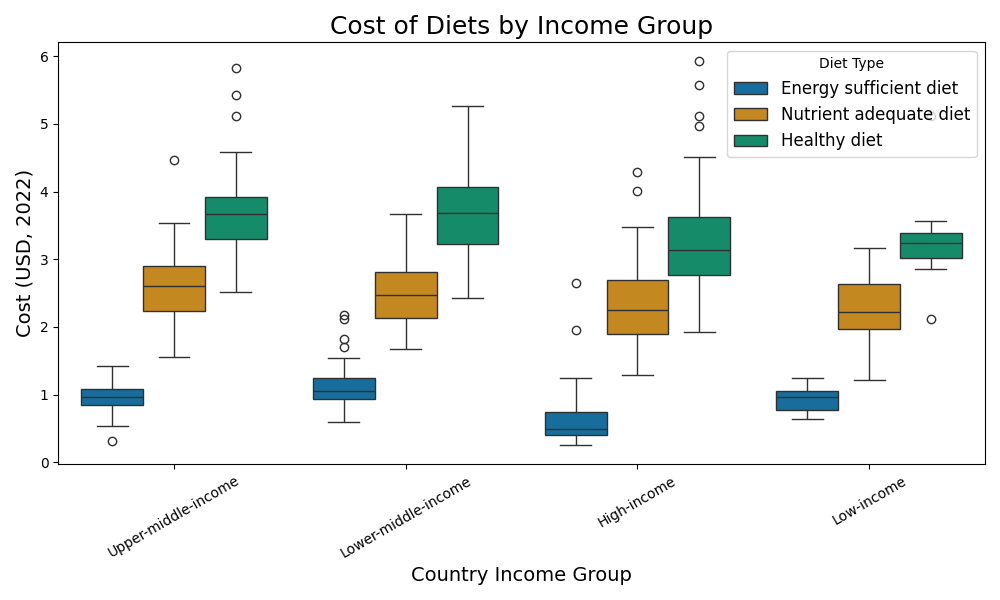 Cost of Diets by Income Group
Cost (USD, 2022)
6
5
4
3
2
1
0
Diet Type
Energy sufficient diet
Nutrient adequate diet
Healthy diet
Upper-middle-income
Lower-middle-income
High-income
Low-income
Country Income Group